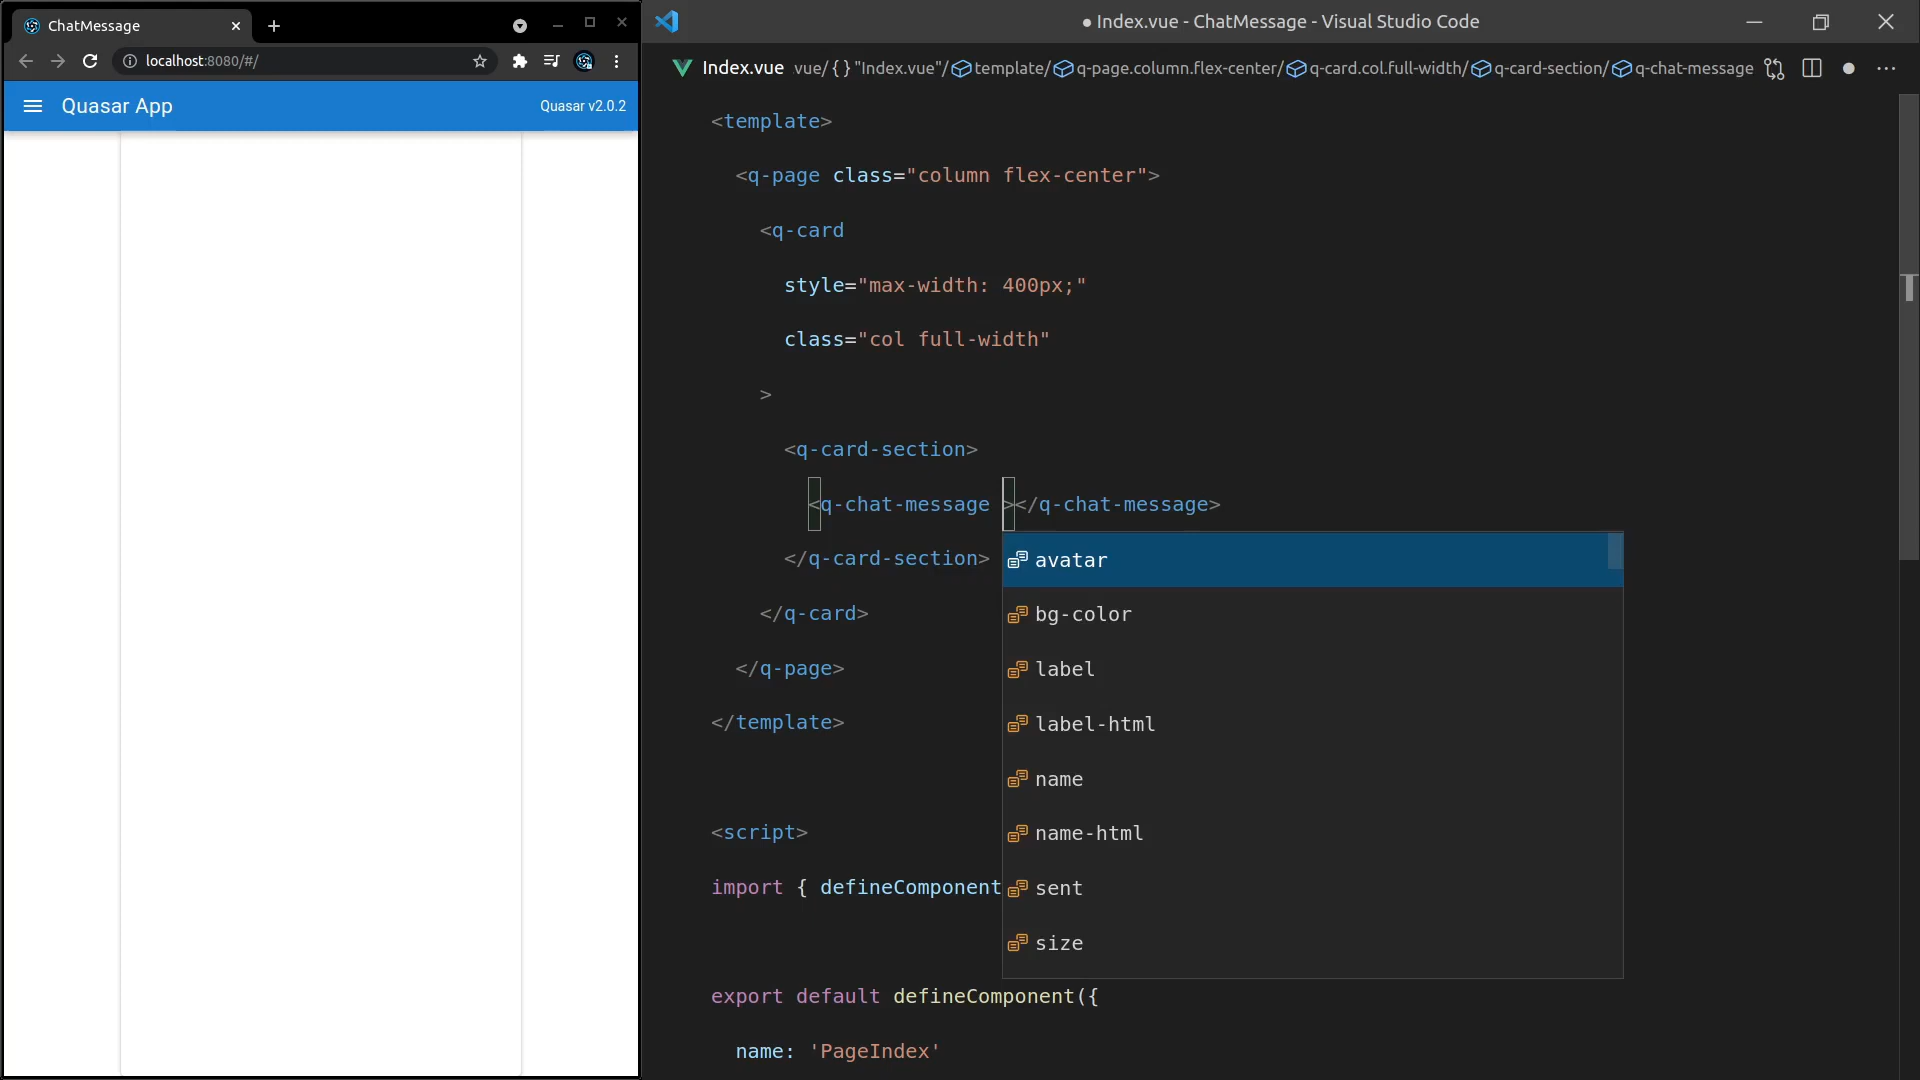 ChatMessage
localhost:8080/#/
Quasar App
Quasar v2.0.2
● Index.vue - ChatMessage - Visual Studio Code
Index.vue .vue/{}"Index.vue"/template/q-page.column.flex-center/q-card.col.full-width/q-card-section/q-chat-message
<template>
<q-page class="column flex-center">
<q-card
style="max-width: 400px;"
class="col full-width"
>
<q-card-section>
<q-chat-message ></q-chat-message>
</q-card-section>
avatar
bg-color
</q-card>
label
</q-page>
label-html
</template>
name
name-html
<script>
import { defineComponent
sent
size
export default defineComponent({
name: 'PageIndex'